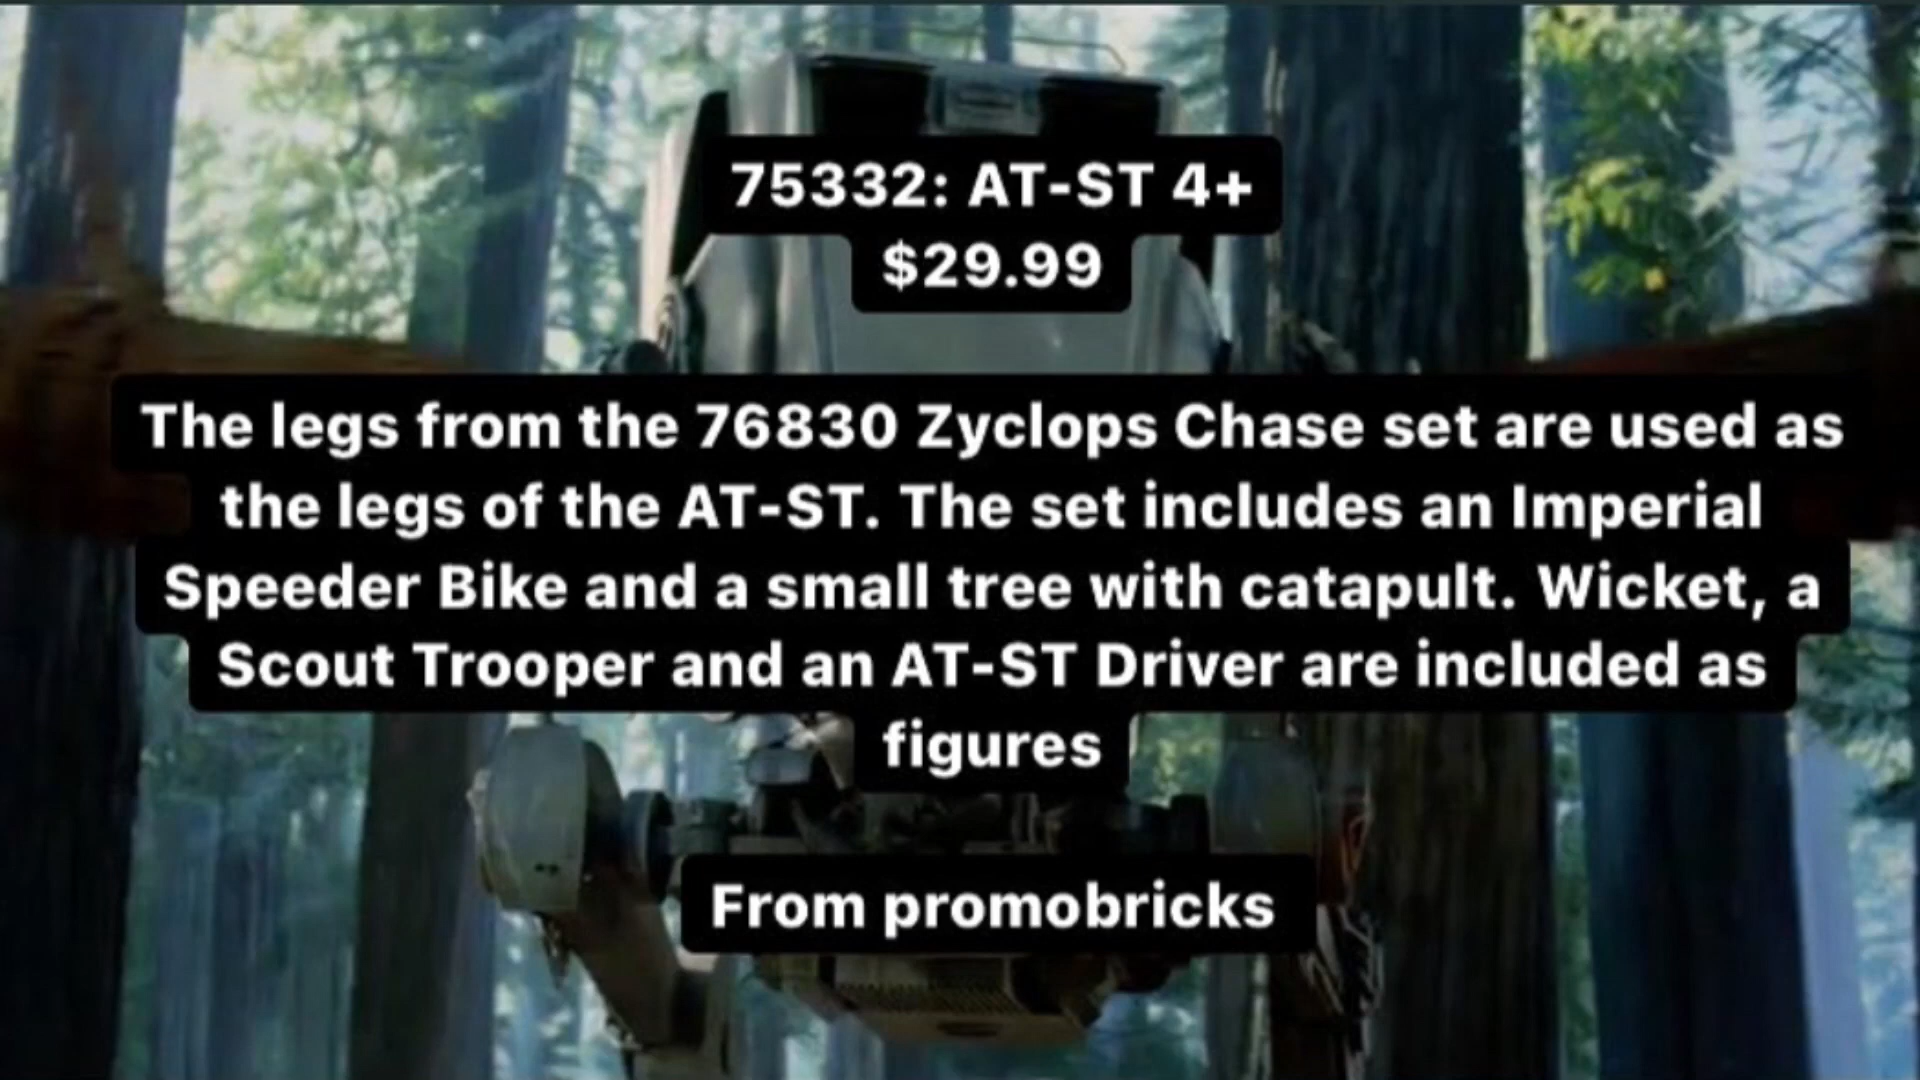 75332: AT-ST 4+
$29.99
The legs from the 76830 Zyclops Chase set are used as
the legs of the AT-ST. The set includes an Imperial
Speeder Bike and a small tree with catapult. Wicket, a
Scout Trooper and an AT-ST Driver are included as
figures
From promobricks